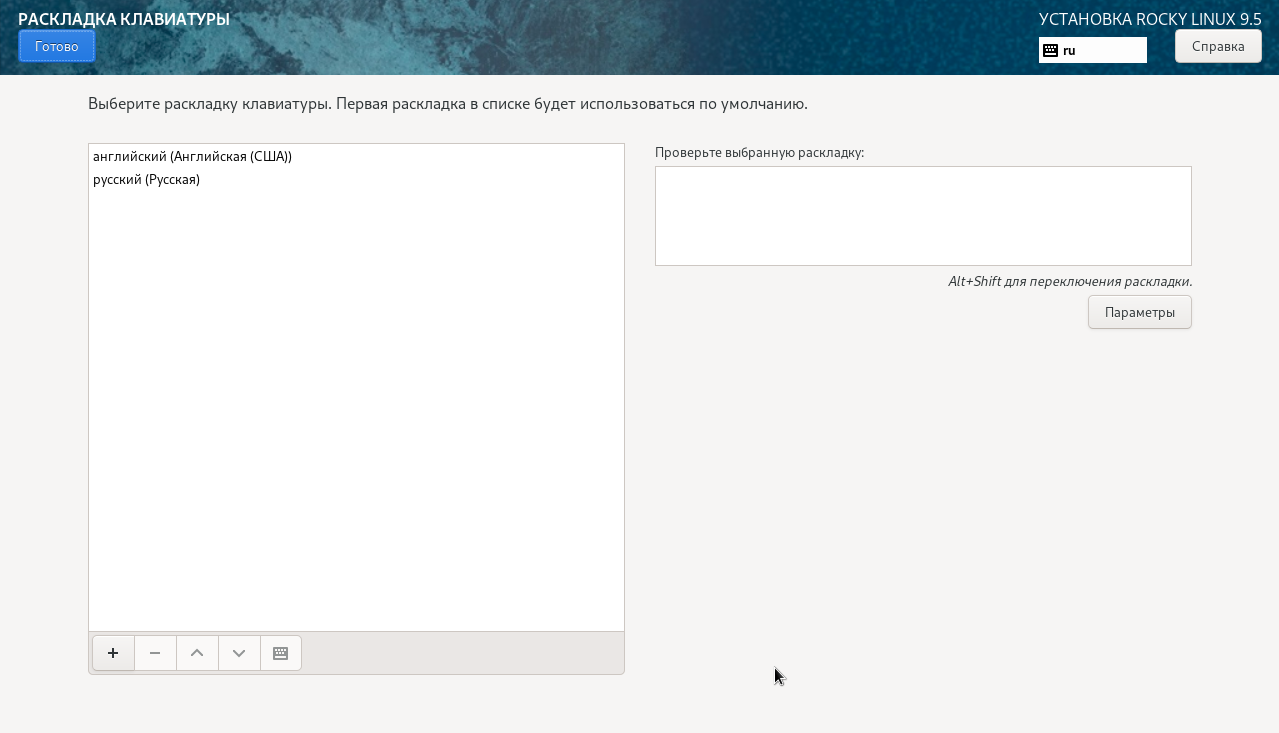 РАСКЛАДКА КЛАВИАТУРЫ
УСТАНОВКА ROCKY LINUX 9.5
Готово
ru
Справка
Выберите раскладку клавиатуры. Первая раскладка в списке будет использоваться по умолчанию.
английский (Английская (США))
русский (Русская)
Проверьте выбранную раскладку:
Alt+Shift для переключения раскладки.
Параметры